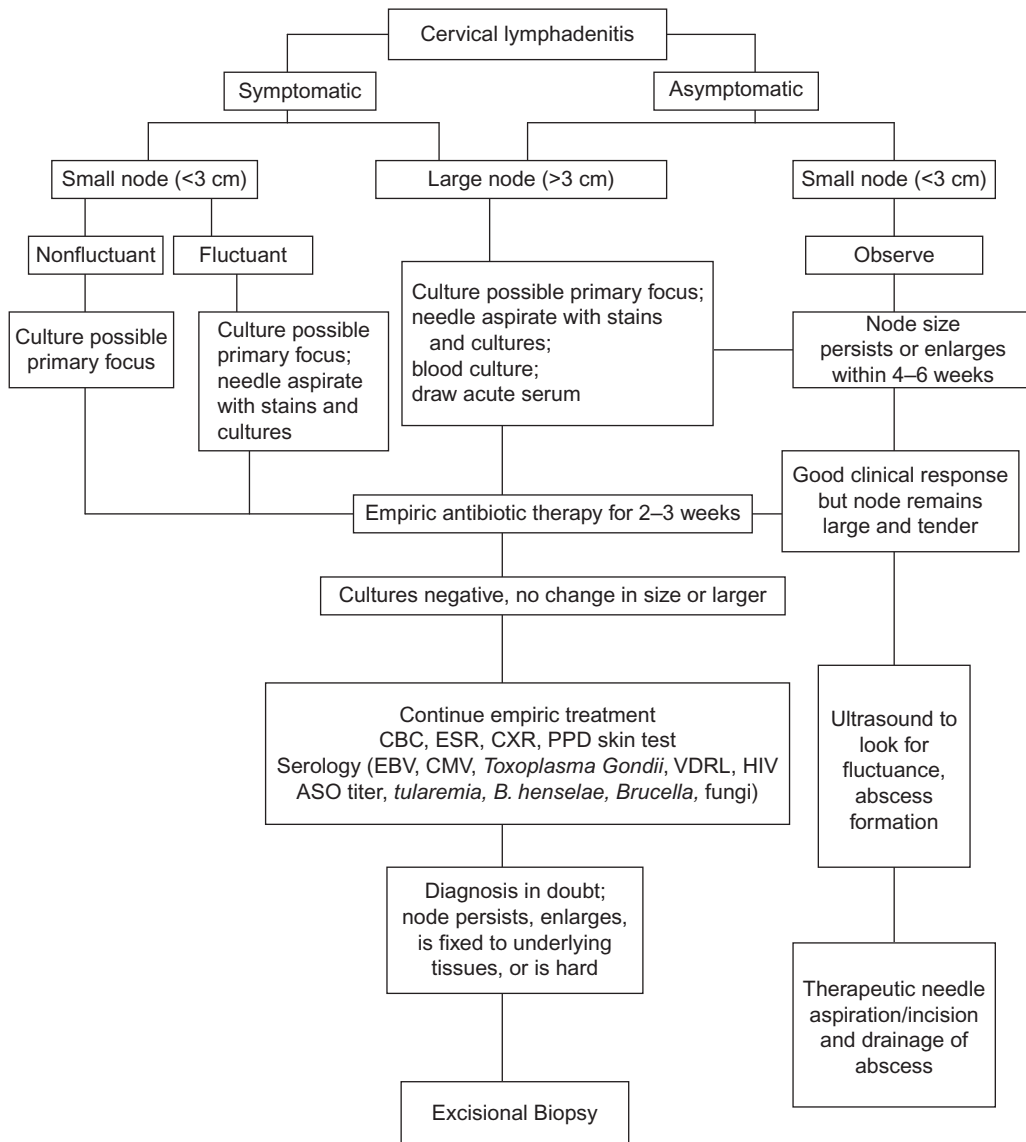 Cervical lymphadenitis
Symptomatic
Asymptomatic
Small node (<3 cm)
Large node (>3 cm)
Small node (<3 cm)
Nonfluctuant
Fluctuant
Observe
Culture possible
primary focus
Culture possible
primary focus;
needle aspirate
with stains and
cultures
Culture possible primary focus;
needle aspirate with stains
and cultures;
blood culture;
draw acute serum
Node size
persists or enlarges
within 4–6 weeks
Good clinical response
but node remains
large and tender
Empiric antibiotic therapy for 2–3 weeks
Cultures negative, no change in size or larger
Continue empiric treatment
CBC, ESR, CXR, PPD skin test
Serology (EBV, CMV, Toxoplasma Gondii, VDRL, HIV
ASO titer, tularemia, B. henselae, Brucella, fungi)
Ultrasound to
look for
fluctuance,
abscess
formation
Diagnosis in doubt;
node persists, enlarges,
is fixed to underlying
tissues, or is hard
Therapeutic needle
aspiration/incision
and drainage of
abscess
Excisional Biopsy